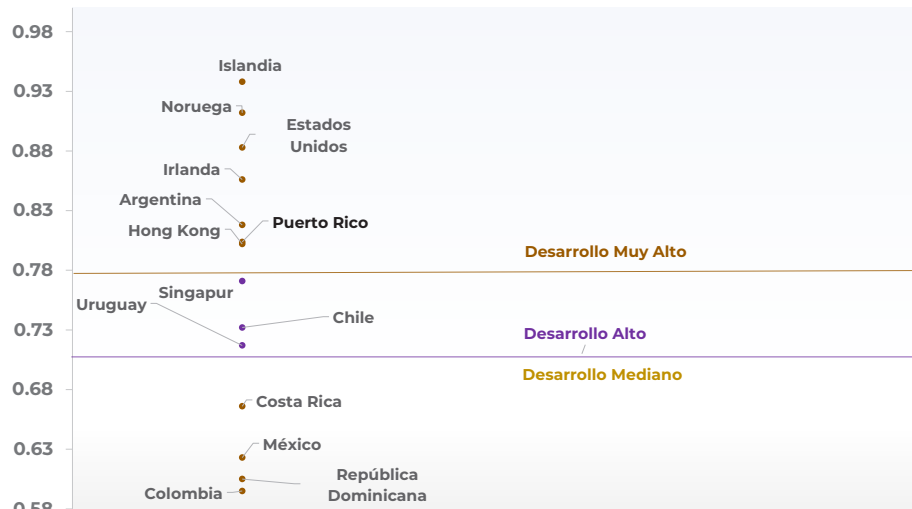 0.98
Islandia
0.93
Noruega
Estados
Unidos
0.88
Irlanda
Argentina
0.83
Puerto Rico
Hong Kong
Desarrollo Muy Alto
0.78
Singapur
Uruguay
Chile
0.73
Desarrollo Alto
Desarrollo Mediano
0.68
Costa Rica
México
0.63
República
Dominicana
Colombia
0.58